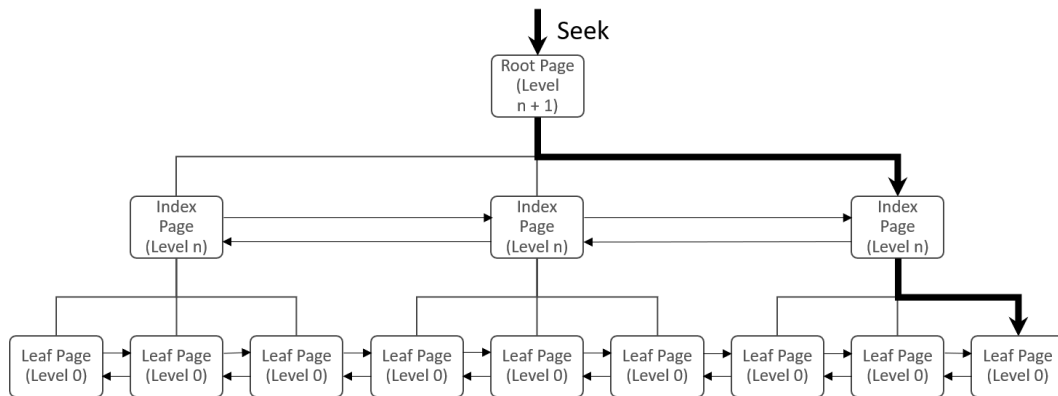 Seek
Root Page
(Level
n + 1)
Index
Page
(Level n)
Index
Page
(Level n)
Index
Page
(Level n)
Leaf Page
(Level 0)
Leaf Page
(Level 0)
Leaf Page
(Level 0)
Leaf Page
(Level 0)
Leaf Page
(Level 0)
Leaf Page
(Level 0)
Leaf Page
(Level 0)
Leaf Page
(Level 0)
Leaf Page
(Level 0)